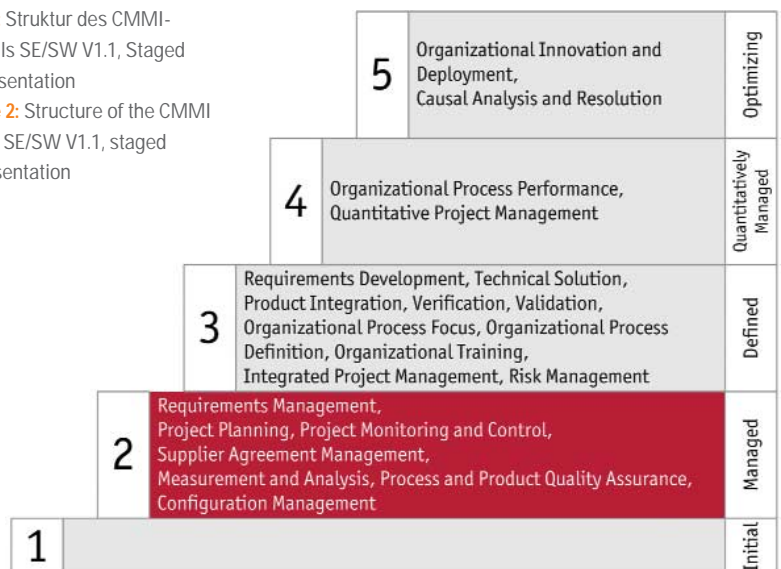 Struktur des CMMI-
ls SE/SW V1.1, Staged
sentation
2: Structure of the CMMI
SE/SW V1.1, staged
sentation
5
Organizational Innovation and
Deployment,
Causal Analysis and Resolution
Optimizing
4
Organizational Process Performance,
Quantitative Project Management
Quantitatively
Managed
3
Requirements Development, Technical Solution,
Product Integration, Verification, Validation,
Organizational Process Focus, Organizational Process
Definition, Organizational Training,
Integrated Project Management, Risk Management
Defined
2
Requirements Management,
Project Planning, Project Monitoring and Control,
Supplier Agreement Management,
Measurement and Analysis, Process and Product Quality Assurance,
Configuration Management
Managed
1
Initial